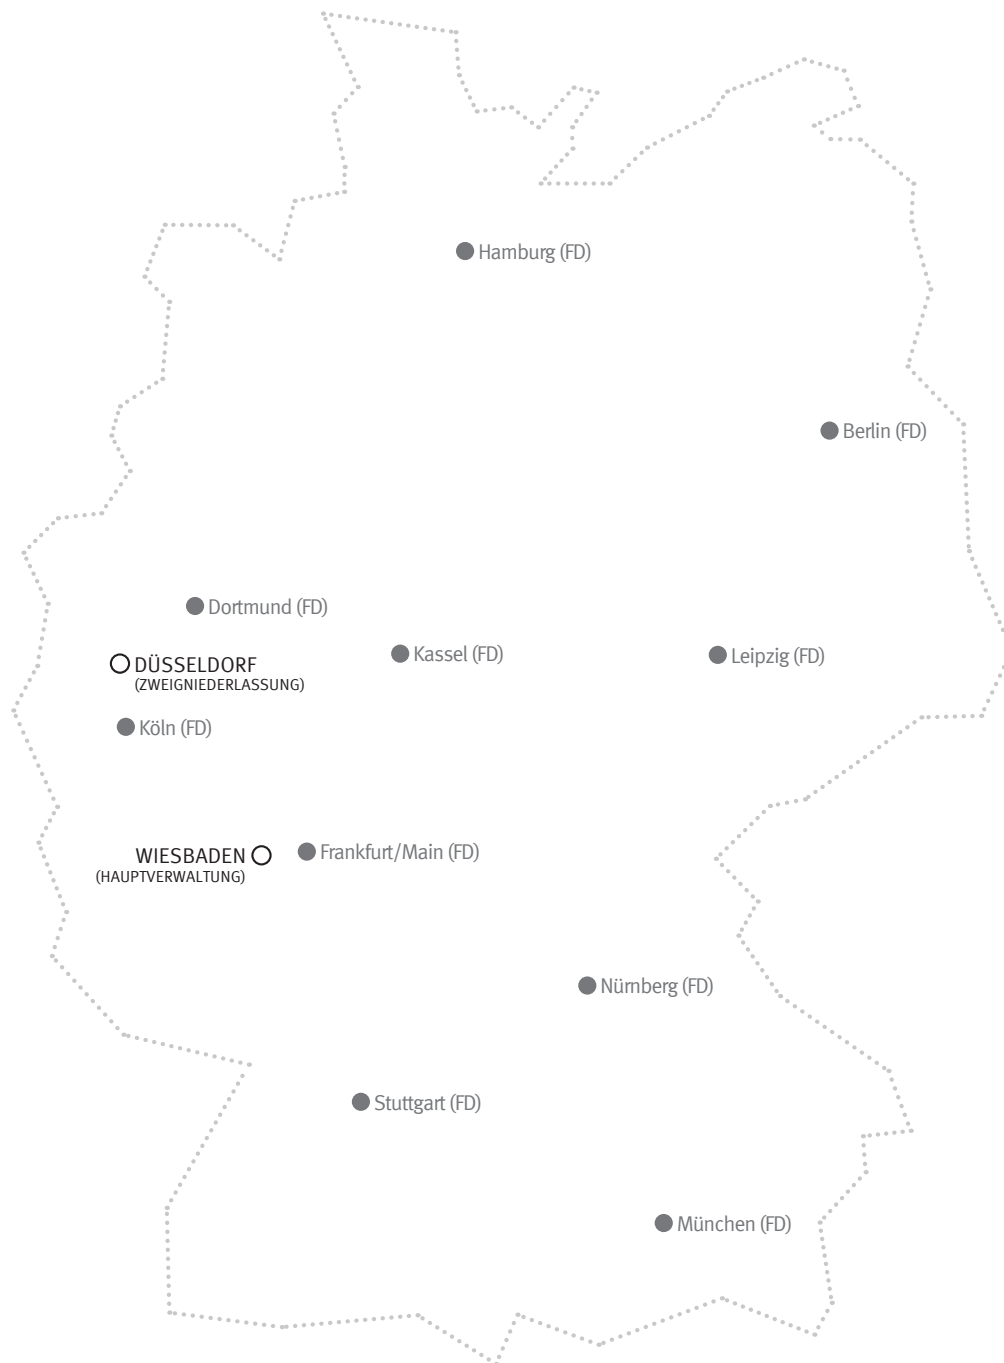 Hamburg (FD)
Berlin (FD)
Dortmund (FD)
Kassel (FD)
Leipzig (FD)
DÜSSELDORF
(ZWEIGNIEDERLASSUNG)
Köln (FD)
WIESBADEN
(HAUPTVERWALTUNG)
Frankfurt/Main (FD)
Nürnberg (FD)
Stuttgart (FD)
München (FD)